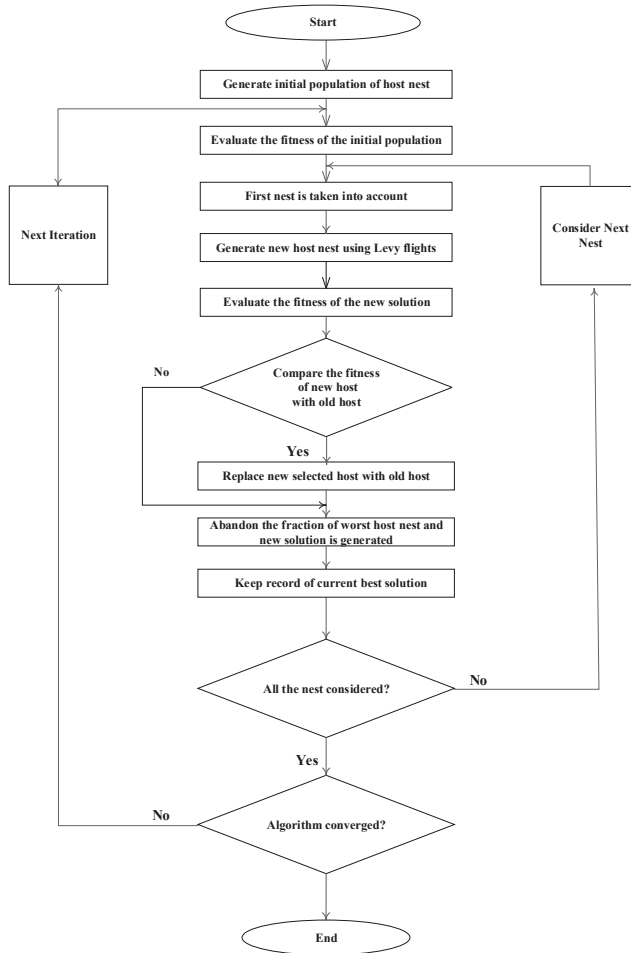 Start
Generate initial population of host nest
Evaluate the fitness of the initial population
First nest is taken into account
Next Iteration
Consider Next
Nest
Generate new host nest using Levy flights
Evaluate the fitness of the new solution
No
Compare the fitness
of new host
with old host
Yes
Replace new selected host with old host
Abandon the fraction of worst host nest and
new solution is generated
Keep record of current best solution
All the nest considered?
No
Yes
No
Algorithm converged?
End